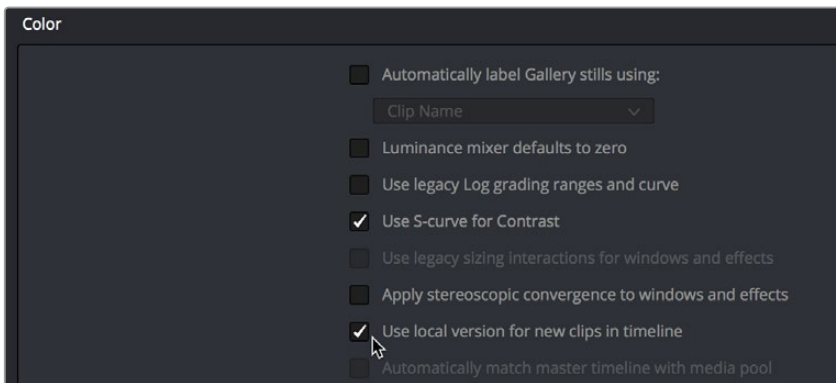 Color
Automatically label Gallery stills using:
Clip Name
Luminance mixer defaults to zero
Use legacy Log grading ranges and curve
Use S-curve for Contrast
Use legacy sizing interactions for windows and effects
Apply stereoscopic convergence to windows and effects
Use local version for new clips in timeline
Automatically match master timeline with media pool